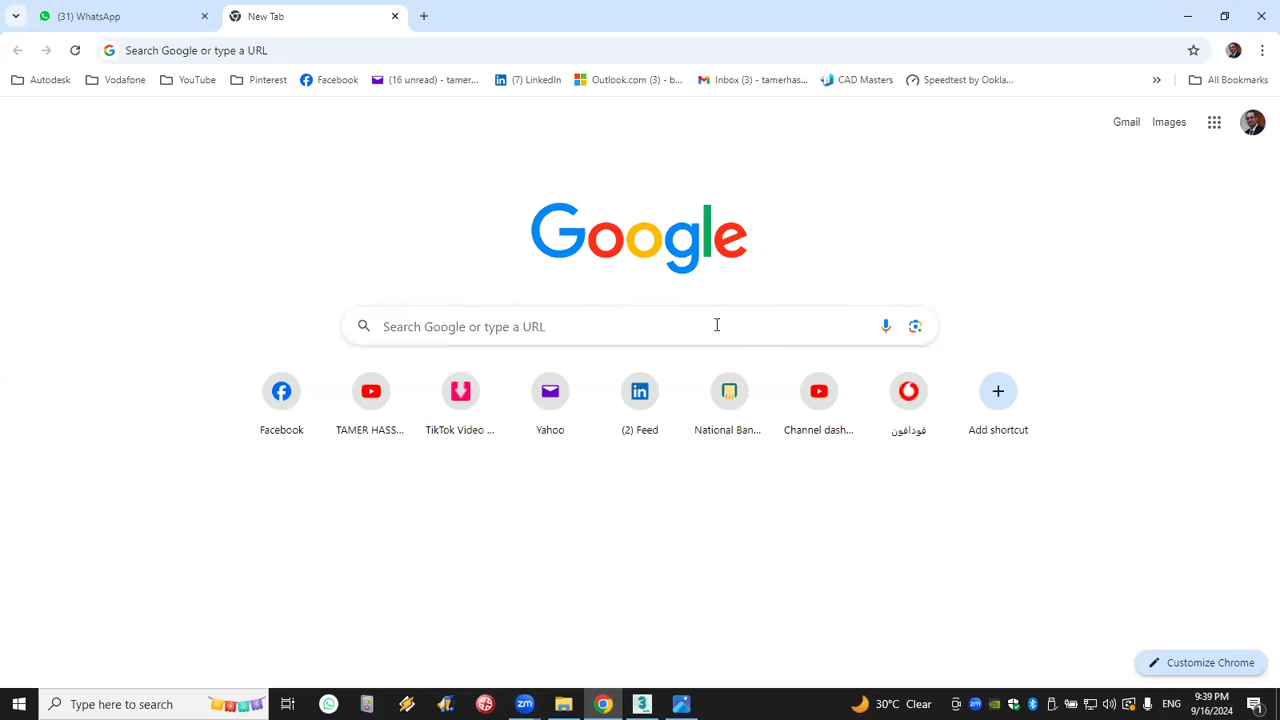 (31) WhatsApp
New Tab
Search Google or type a URL
Autodesk
Vodafone
YouTube
Pinterest
Facebook
(16 unread) - tamer...
(7) LinkedIn
Outlook.com (3) - b...
Inbox (3) - tamerhas...
CAD Masters
Speedtest by Ookla...
All Bookmarks
Gmail
Images
Google
Search Google or type a URL
Facebook
TAMER HASS...
TikTok Video ...
Yahoo
(2) Feed
National Ban...
Channel dash...
فودافون
Add shortcut
Customize Chrome
Type here to search
zm
30°C Clear
ENG
9:39 PM
9/16/2024